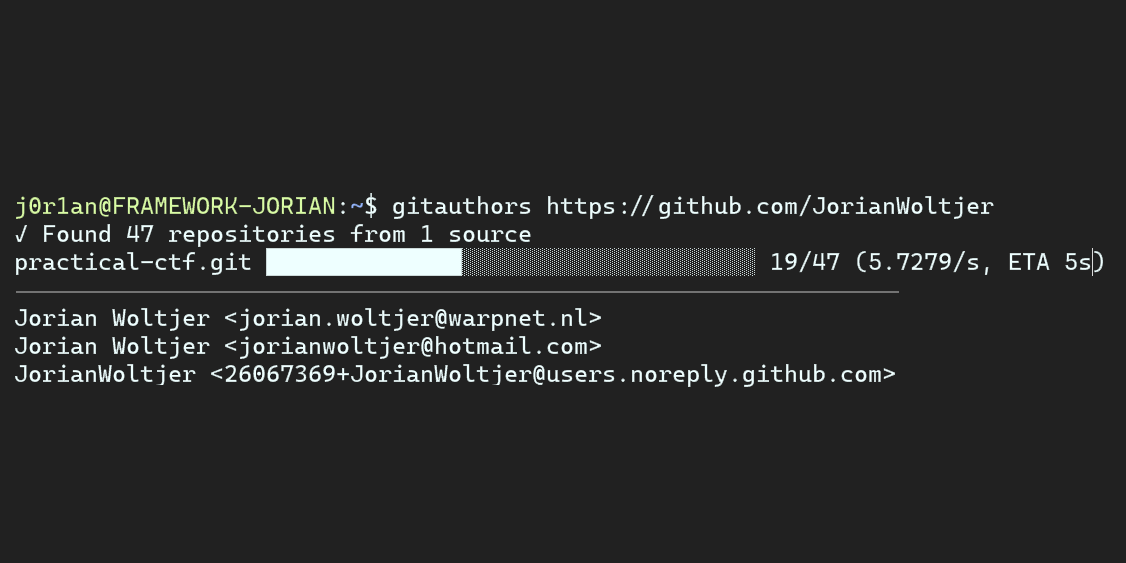 j0r1an@FRAMEWORK-JORIAN:~$ gitauthors https://github.com/JorianWoltjer
✓ Found 47 repositories from 1 source
practical-ctf.git 19/47 (5.7279/s, ETA 5s)
Jorian Woltjer <jorian.woltjer@warpnet.nl>
Jorian Woltjer <jorianwoltjer@hotmail.com>
JorianWoltjer <26067369+JorianWoltjer@users.noreply.github.com>